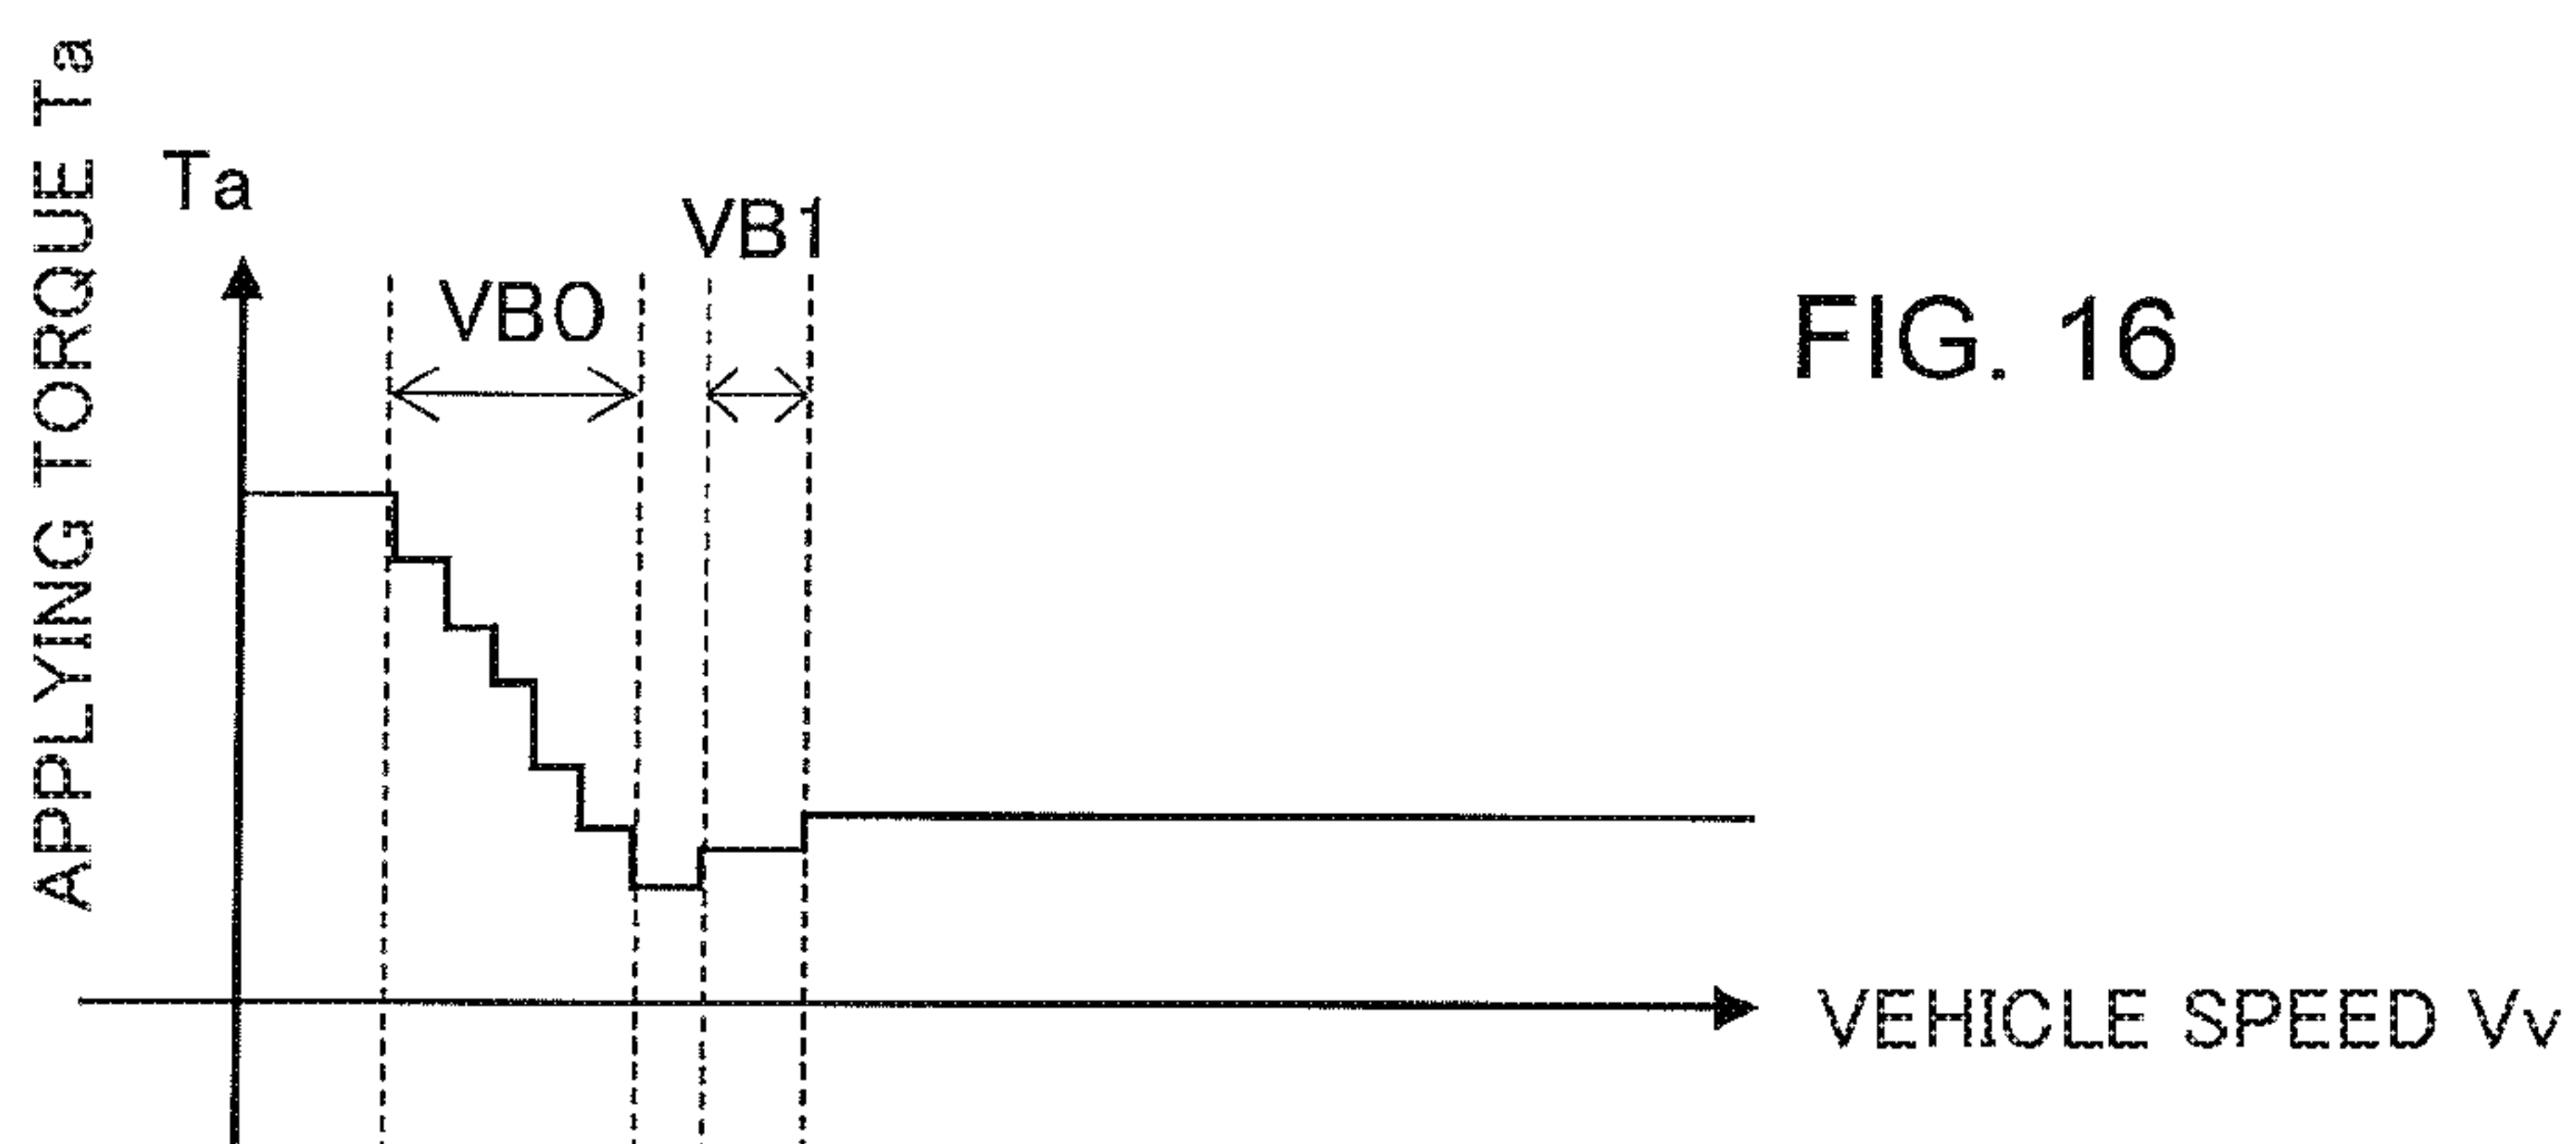 APPLYING TORQUE Ta
Ta
VB1
VB0
FIG. 16
VEHICLE SPEED Vv